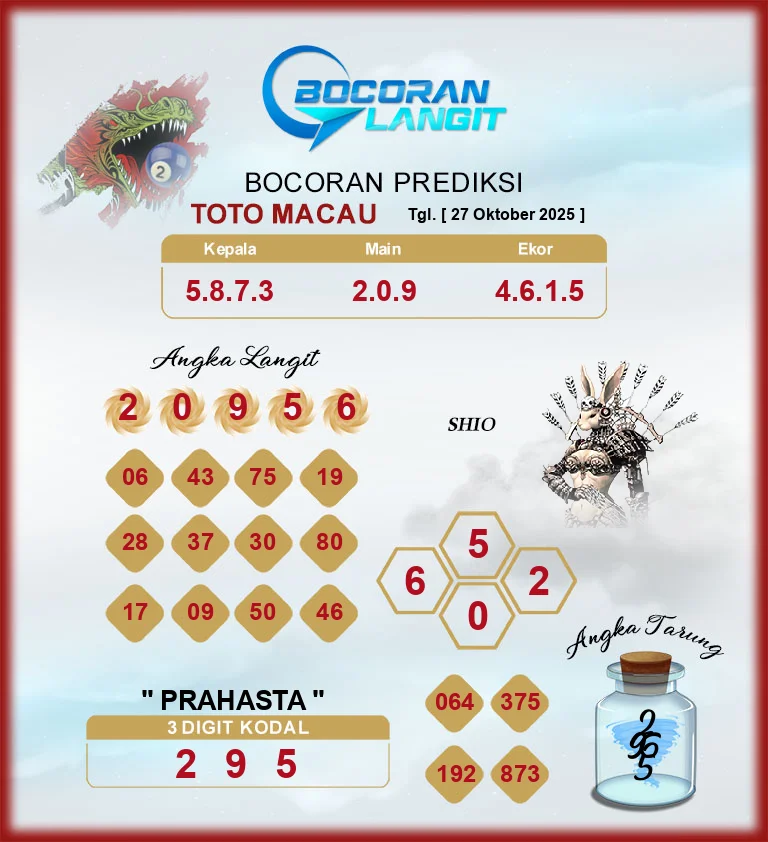 BOCORAN
LANGIT
2
BOCORAN PREDIKSI
TOTO MACAU Tgl. [ 27 Oktober 2025 ]
Kepala Main Ekor
5.8.7.3 2.0.9 4.6.1.5
Angka Langit
2 0 9 5 6
SHIO
06 43 75 19
28 37 30 80
17 09 50 46
5
6 2
0
Angka Tarung
" PRAHASTA "
3 DIGIT KODAL
2 9 5
064 375
192 873